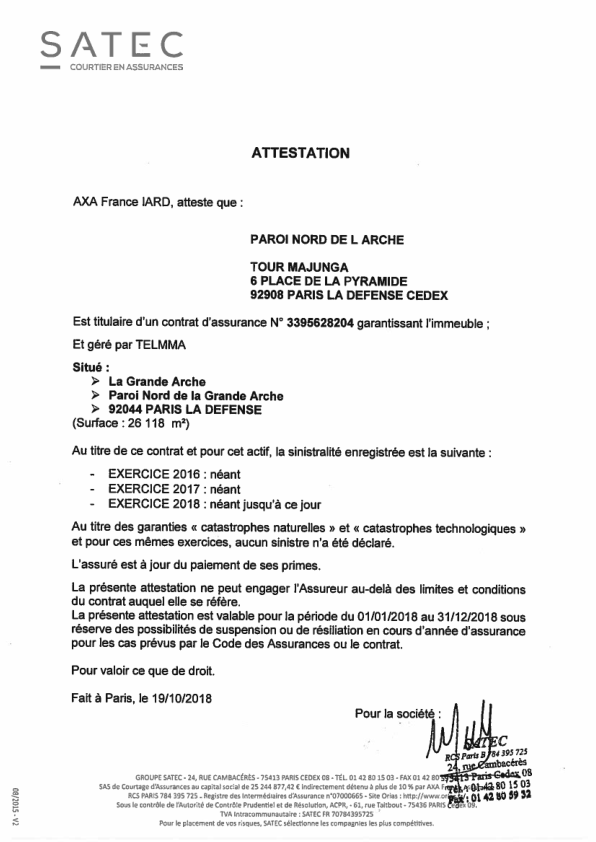 SATEC
COURTIER EN ASSURANCES
ATTESTATION
AXA France IARD, atteste que :
PAROI NORD DE L ARCHE
TOUR MAJUNGA
6 PLACE DE LA PYRAMIDE
92908 PARIS LA DEFENSE CEDEX
Est titulaire d'un contrat d'assurance N° 3395628204 garantissant l'immeuble ;
Et géré par TELMMA
Situé :
➢ La Grande Arche
➢ Paroi Nord de la Grande Arche
➢ 92044 PARIS LA DEFENSE
(Surface : 26 118 m²)
Au titre de ce contrat et pour cet actif, la sinistralité enregistrée est la suivante :
- EXERCICE 2016 : néant
- EXERCICE 2017 : néant
- EXERCICE 2018 : néant jusqu'à ce jour
Au titre des garanties « catastrophes naturelles » et « catastrophes technologiques »
et pour ces mêmes exercices, aucun sinistre n'a été déclaré.
L'assuré est à jour du paiement de ses primes.
La présente attestation ne peut engager l'Assureur au-delà des limites et conditions
du contrat auquel elle se réfère.
La présente attestation est valable pour la période du 01/01/2018 au 31/12/2018 sous
réserve des possibilités de suspension ou de résiliation en cours d'année d'assurance
pour les cas prévus par le Code des Assurances ou le contrat.
Pour valoir ce que de droit.
Fait à Paris, le 19/10/2018
Pour la société :
SATEC
RCS Paris B 784 395 725
24, rue Cambacérès
75413 Paris Cedex 08
Tél. : 01 42 80 15 03
Fax : 01 42 80 59 32
GROUPE SATEC - 24, RUE CAMBACÉRÈS - 75413 PARIS CEDEX 08 - TÉL. 01 42 80 15 03 - FAX 01 42 80
SAS de Courtage d'Assurances au capital social de 25 244 877,42 € Indirectement détenu à plus de 10 % par AXA
RCS PARIS 784 395 725 - Registre des Intermédiaires d'Assurance n°07000665 - Site Orias : http://www.
Sous le contrôle de l'Autorité de Contrôle Prudentiel et de Résolution, ACPR, - 61, rue Taitbout - 75436 PARIS Cedex 09.
TVA Intracommunautaire : SATEC FR 70784395725
Pour le placement de vos risques, SATEC sélectionne les compagnies les plus compétitives.
08/2015 - V2